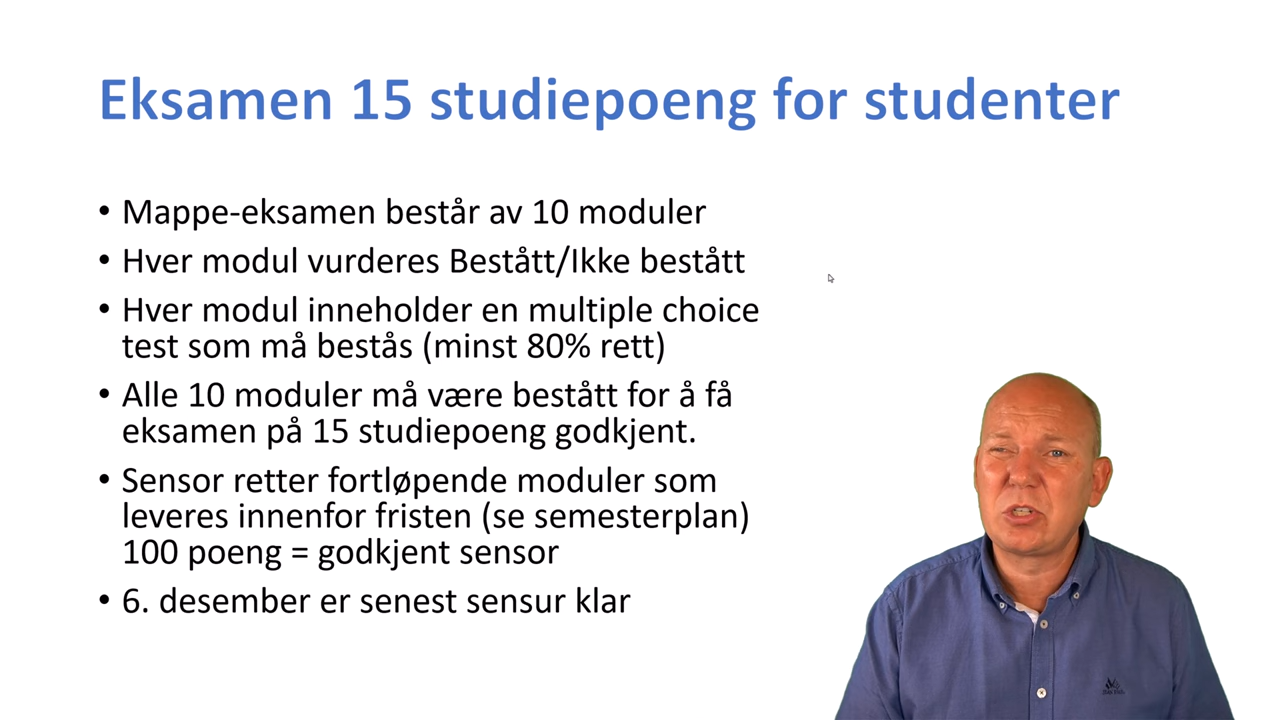 Eksamen 15 studiepoeng for studenter
• Mappe-eksamen består av 10 moduler
• Hver modul vurderes Bestått/Ikke bestått
• Hver modul inneholder en multiple choice
test som må bestås (minst 80% rett)
• Alle 10 moduler må være bestått for å få
eksamen på 15 studiepoeng godkjent.
• Sensor retter fortløpende moduler som
leveres innenfor fristen (se semesterplan)
100 poeng = godkjent sensor
• 6. desember er senest sensur klar